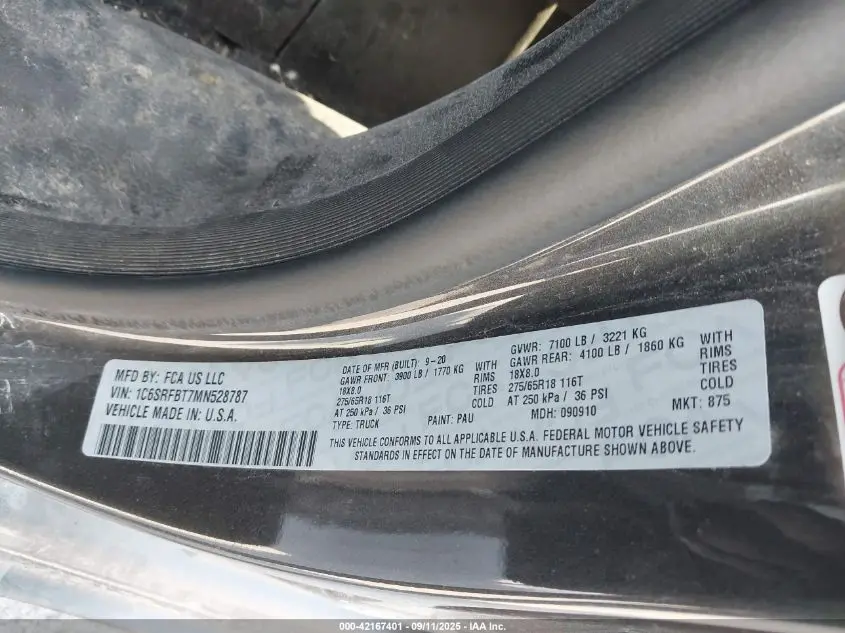 MFD BY: FCA US LLC
VIN: 1C6SRFBT7MN528787
VEHICLE MADE IN U.S.A.
DATE OF MFR (BUILT): 9-20
GAWR FRONT: 3900 LB / 1770 KG WITH
18X8.0 RIMS
275/65R18 116T TIRES
AT 250 kPa / 36 PSI COLD
TYPE: TRUCK PAINT: PAU
GVWR: 7100 LB / 3221 KG
GAWR REAR: 4100 LB / 1860 KG WITH
18X8.0 RIMS
275/65R18 116T TIRES
AT 250 kPa / 36 PSI COLD
MDH: 090910 MKT: 875
THIS VEHICLE CONFORMS TO ALL APPLICABLE U.S.A. FEDERAL MOTOR VEHICLE SAFETY
STANDARDS IN EFFECT ON THE DATE OF MANUFACTURE SHOWN ABOVE.
000-42167401 - 09/11/2025 - IAA Inc.